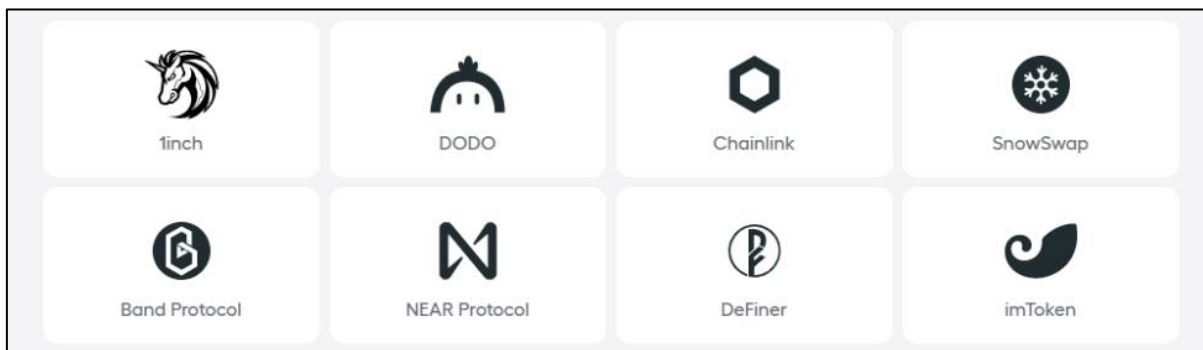 1inch
DODO
Chainlink
SnowSwap
Band Protocol
NEAR Protocol
DeFiner
imToken